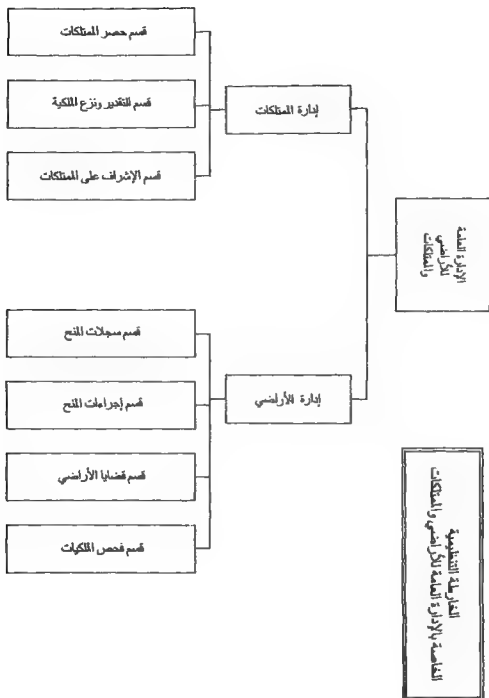 الخارطة التنظيمية
الخاصة بالإدارة العامة للأراضي والممتلكات
الإدارة العامة
للأراضي
والممتلكات
إدارة الممتلكات
قسم حصر الممتلكات
قسم التقدير ونزع الملكية
قسم الإشراف على الممتلكات
إدارة الأراضي
قسم سجلات المنح
قسم إجراءات المنح
قسم قضايا الأراضي
قسم فحص الملكيات